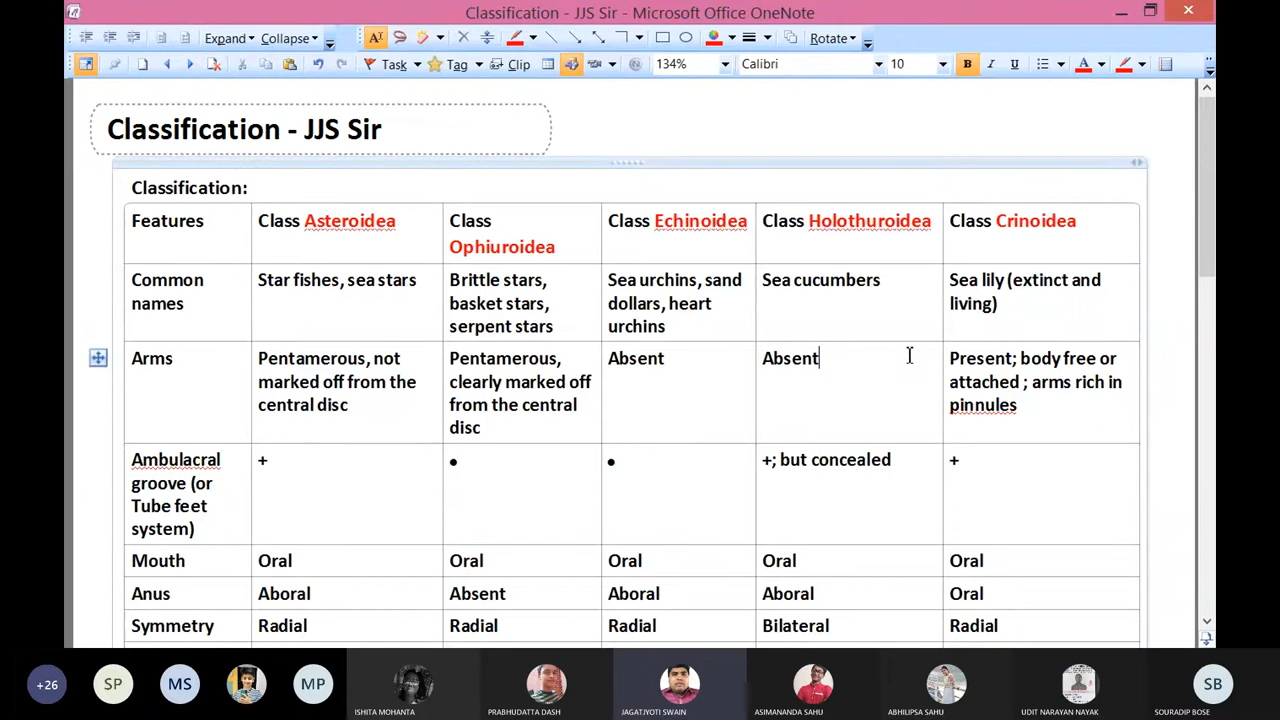 Classification - JJS Sir - Microsoft Office OneNote
Expand Collapse Rotate
Task Tag Clip 134% Calibri 10 B I U A
Classification - JJS Sir
Classification:
Features
Class Asteroidea
Class
Ophiuroidea
Class Echinoidea
Class Holothuroidea
Class Crinoidea
Common
names
Star fishes, sea stars
Brittle stars,
basket stars,
serpent stars
Sea urchins, sand
dollars, heart
urchins
Sea cucumbers
Sea lily (extinct and
living)
Arms
Pentamerous, not
marked off from the
central disc
Pentamerous,
clearly marked off
from the central
disc
Absent
Absent
Present; body free or
attached ; arms rich in
pinnules
Ambulacral
groove (or
Tube feet
system)
+
•
•
+; but concealed
+
Mouth
Oral
Oral
Oral
Oral
Oral
Anus
Aboral
Absent
Aboral
Aboral
Oral
Symmetry
Radial
Radial
Radial
Bilateral
Radial
+26 SP MS MP SB
ISHITA MOHANTA
PRABHUDATTA DASH
JAGATJYOTI SWAIN
ASIMANANDA SAHU
ABHILIPSA SAHU
UDIT NARAYAN NAYAK
SOURADIP BOSE